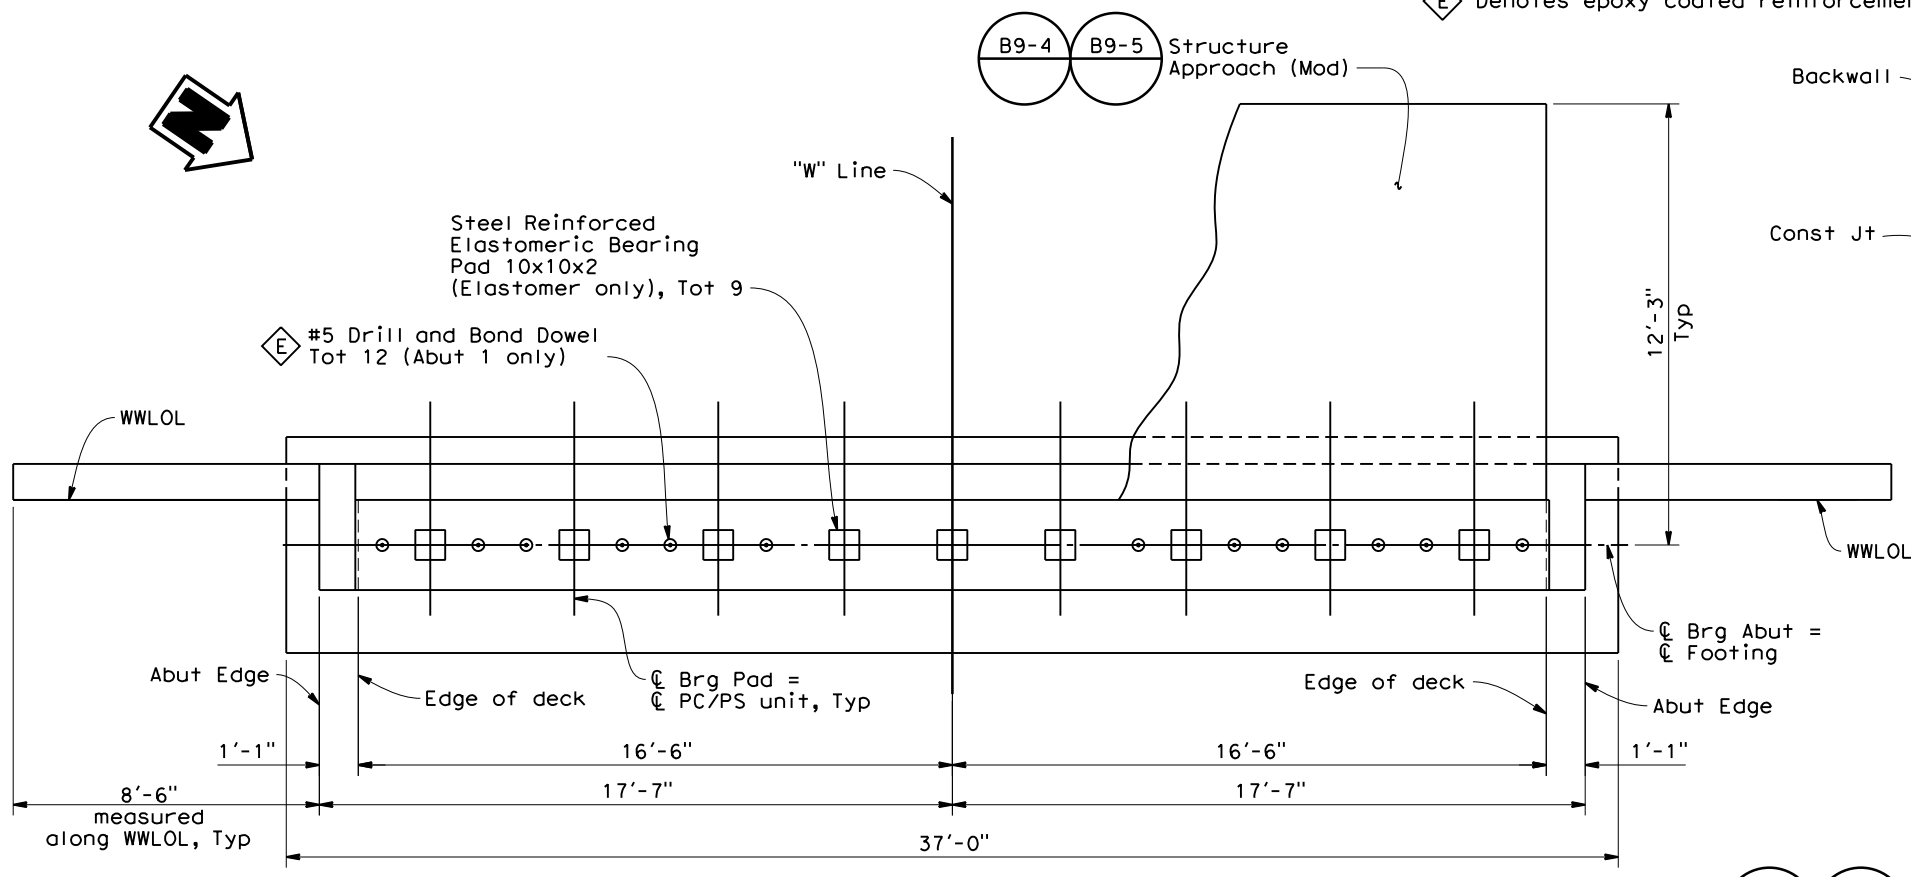 E Denotes epoxy coated
B9-4
B9-5
Structure
Approach (Mod)
Backwall
N
"W" Line
Steel Reinforced
Elastomeric Bearing
Pad 10x10x2
(Elastomer only), Tot 9
Const Jt
12'-3"
Typ
E
#5 Drill and Bond Dowel
Tot 12 (Abut 1 only)
WWLOL
WWLOL
℄ Brg Abut =
℄ Footing
Abut Edge
Edge of deck
℄ Brg Pad =
℄ PC/PS unit, Typ
Edge of deck
Abut Edge
1'-1"
16'-6"
16'-6"
1'-1"
8'-6"
measured
along WWLOL, Typ
17'-7"
17'-7"
37'-0"